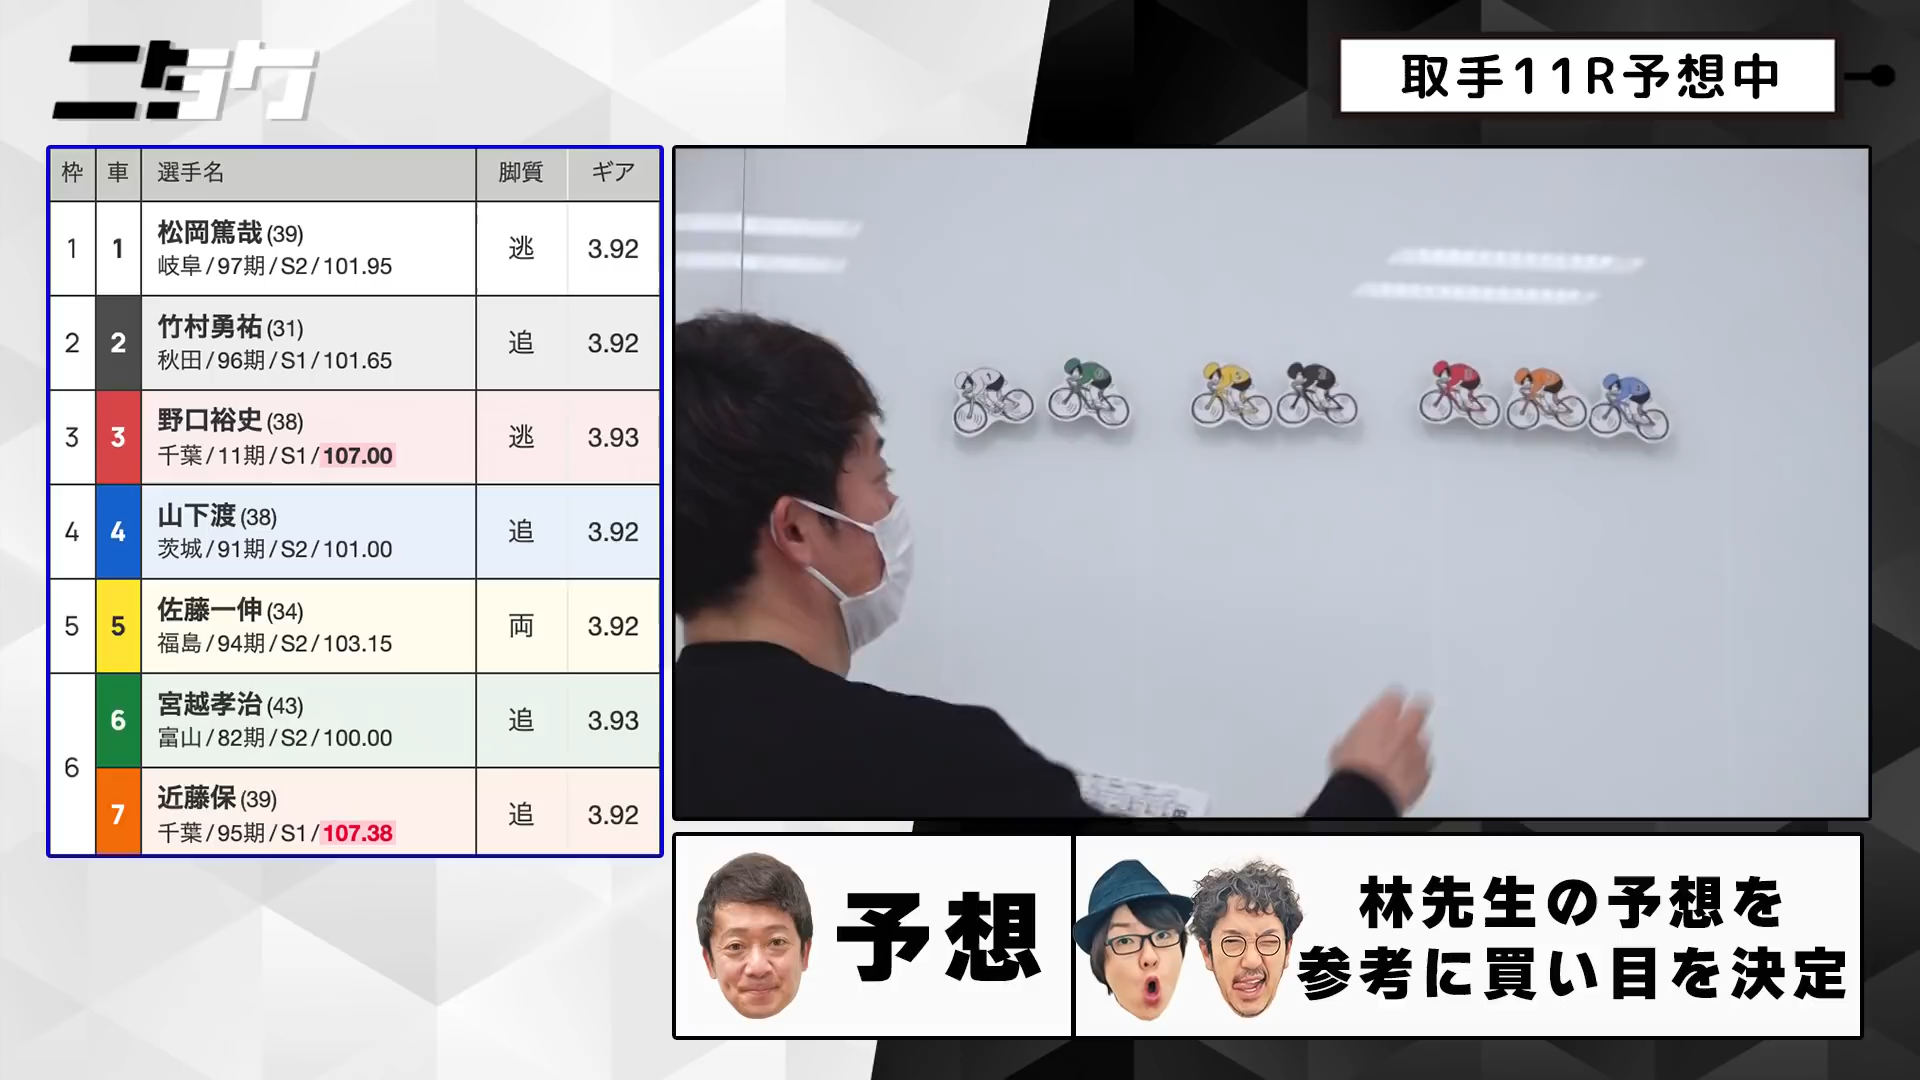 ニタク
取手11R予想中
枠 車 選手名 脚質 ギア
1 1 松岡篤哉(39) 逃 3.92
岐阜/97期/S2/101.95
2 2 竹村勇祐(31) 追 3.92
秋田/96期/S1/101.65
3 3 野口裕史(38) 逃 3.93
千葉/11期/S1/107.00
4 4 山下渡(38) 追 3.92
茨城/91期/S2/101.00
5 5 佐藤一伸(34) 両 3.92
福島/94期/S2/103.15
6 6 宮越孝治(43) 追 3.93
富山/82期/S2/100.00
7 近藤保(39) 追 3.92
千葉/95期/S1/107.38
予想
林先生の予想を
参考に買い目を決定